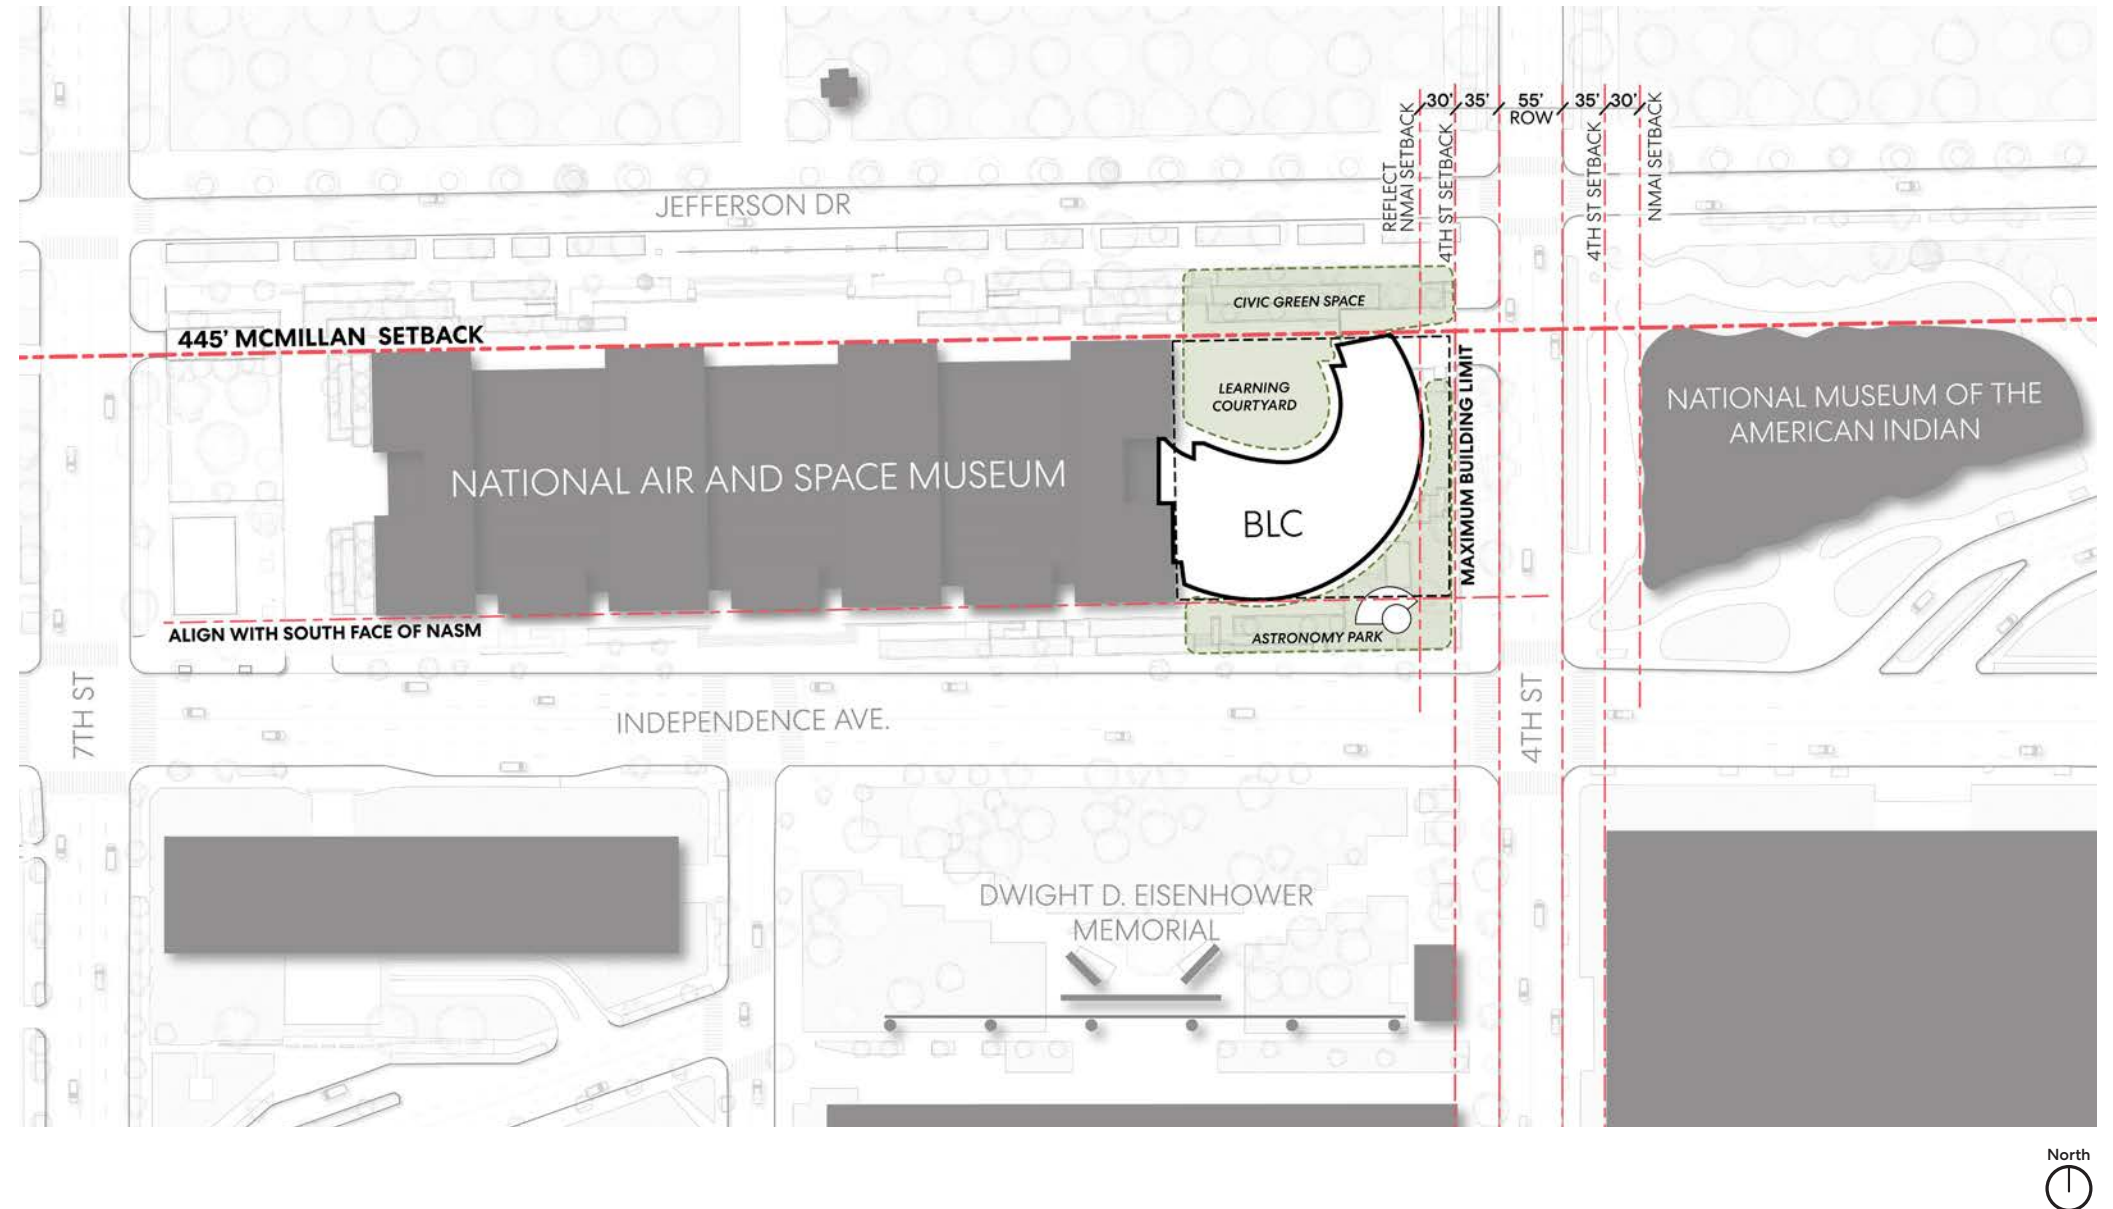 30' 35' 55' 35' 30'
ROW
REFLECT
NMAI SETBACK
4TH ST SETBACK
4TH ST SETBACK
NMAI SETBACK
JEFFERSON DR
CIVIC GREEN SPACE
445' MCMILLAN SETBACK
LEARNING
COURTYARD
MAXIMUM BUILDING LIMIT
NATIONAL MUSEUM OF THE
AMERICAN INDIAN
NATIONAL AIR AND SPACE MUSEUM
BLC
ALIGN WITH SOUTH FACE OF NASM
ASTRONOMY PARK
7TH ST
INDEPENDENCE AVE.
4TH ST
DWIGHT D. EISENHOWER
MEMORIAL
North